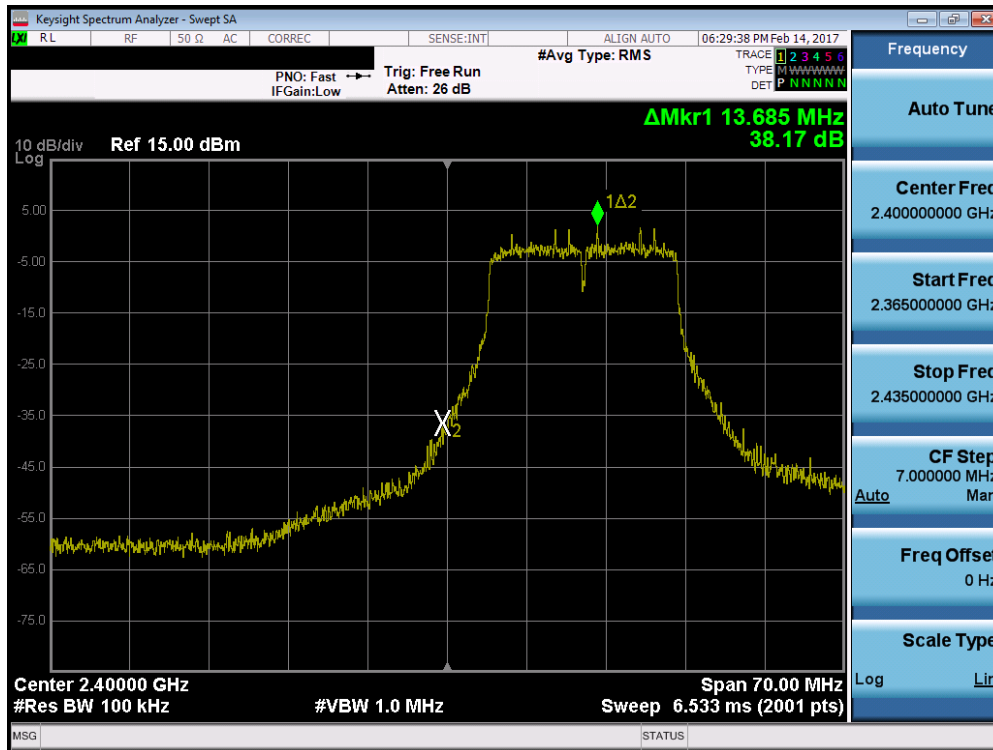 Keysight Spectrum Analyzer - Swept SA
LXI RL RF 50 Ω AC CORREC SENSE:INT ALIGN AUTO 06:29:38 PM Feb 14, 2017
Frequency
#Avg Type: RMS
TRACE 1 2 3 4 5 6
PNO: Fast Trig: Free Run
TYPE M WWWWW
IFGain:Low Atten: 26 dB
DET P N N N N N
Auto Tune
ΔMkr1 13.685 MHz
38.17 dB
10 dB/div Ref 15.00 dBm
Log
Center Freq
2.400000000 GHz
1Δ2
5.00
-5.00
Start Freq
2.365000000 GHz
-15.0
-25.0
Stop Freq
2.435000000 GHz
-35.0
X2
-45.0
CF Step
7.000000 MHz
Auto Man
-55.0
Freq Offset
0 Hz
-65.0
-75.0
Scale Type
Log Lin
Center 2.40000 GHz Span 70.00 MHz
#Res BW 100 kHz #VBW 1.0 MHz Sweep 6.533 ms (2001 pts)
MSG STATUS